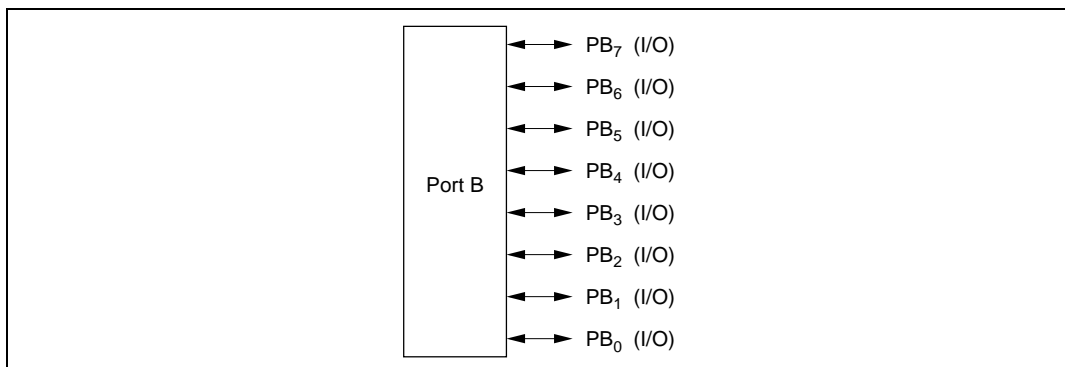 PB₇ (I/O)
PB₆ (I/O)
PB₅ (I/O)
PB₄ (I/O)
Port B
PB₃ (I/O)
PB₂ (I/O)
PB₁ (I/O)
PB₀ (I/O)